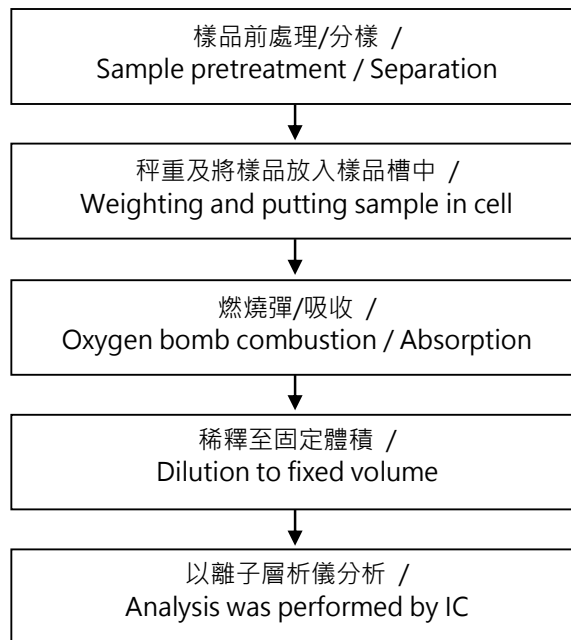 樣品前處理/分樣 /
Sample pretreatment / Separation
秤重及將樣品放入樣品槽中 /
Weighting and putting sample in cell
燃燒彈/吸收 /
Oxygen bomb combustion / Absorption
稀釋至固定體積 /
Dilution to fixed volume
以離子層析儀分析 /
Analysis was performed by IC